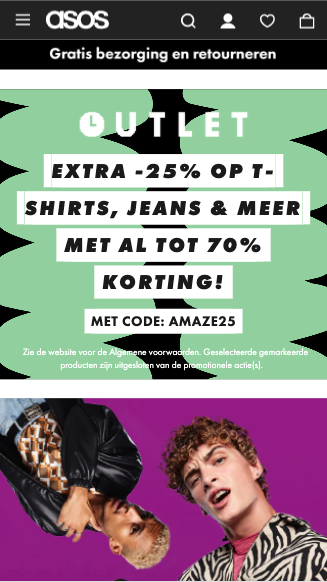 asos
Gratis bezorging en retourneren
OUTLET
EXTRA -25% OP T-
SHIRTS, JEANS & MEER
MET AL TOT 70%
KORTING!
MET CODE: AMAZE25
Zie de website voor de Algemene voorwaarden. Geselecteerde gemarkeerde
producten zijn uitgesloten van de promotionele actie(s).